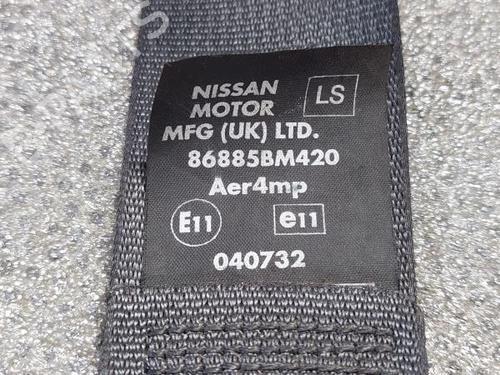 NISSAN
MOTOR
LS
MFG (UK) LTD.
86885BM420
Aer4mp
E11
e11
040732